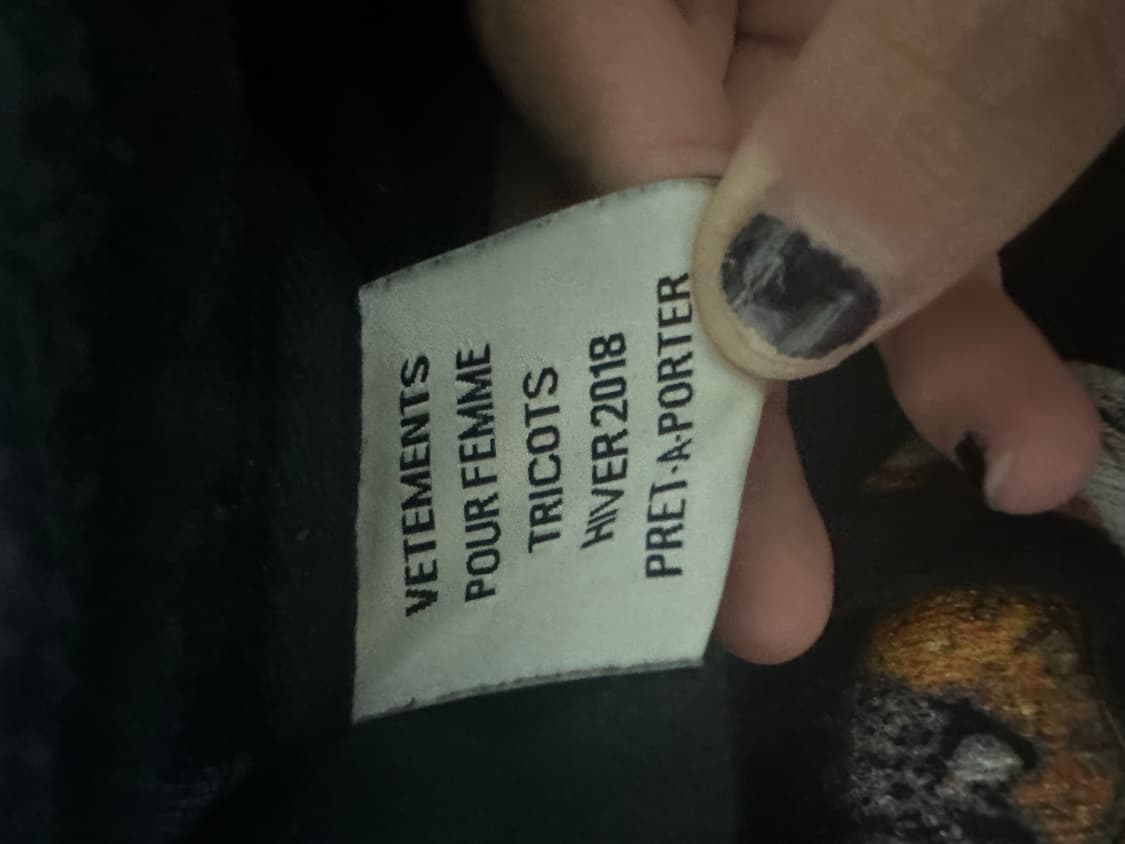 VETEMENTS
POUR FEMME
TRICOTS
HIVER 2018
PRET-A-PORTER